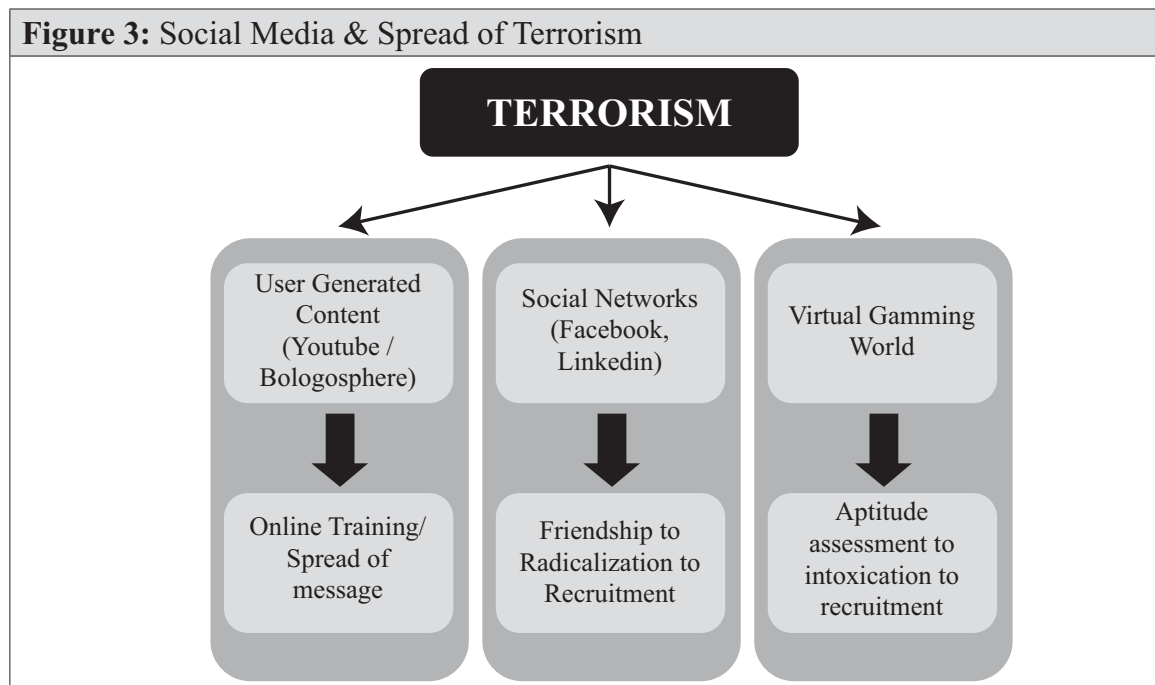 Figure 3: Social Media & Spread of Terrorism
TERRORISM
User Generated
Content
(Youtube /
Bologosphere)
Online Training/
Spread of
message
Social Networks
(Facebook,
Linkedin)
Friendship to
Radicalization to
Recruitment
Virtual Gamming
World
Aptitude
assessment to
intoxication to
recruitment